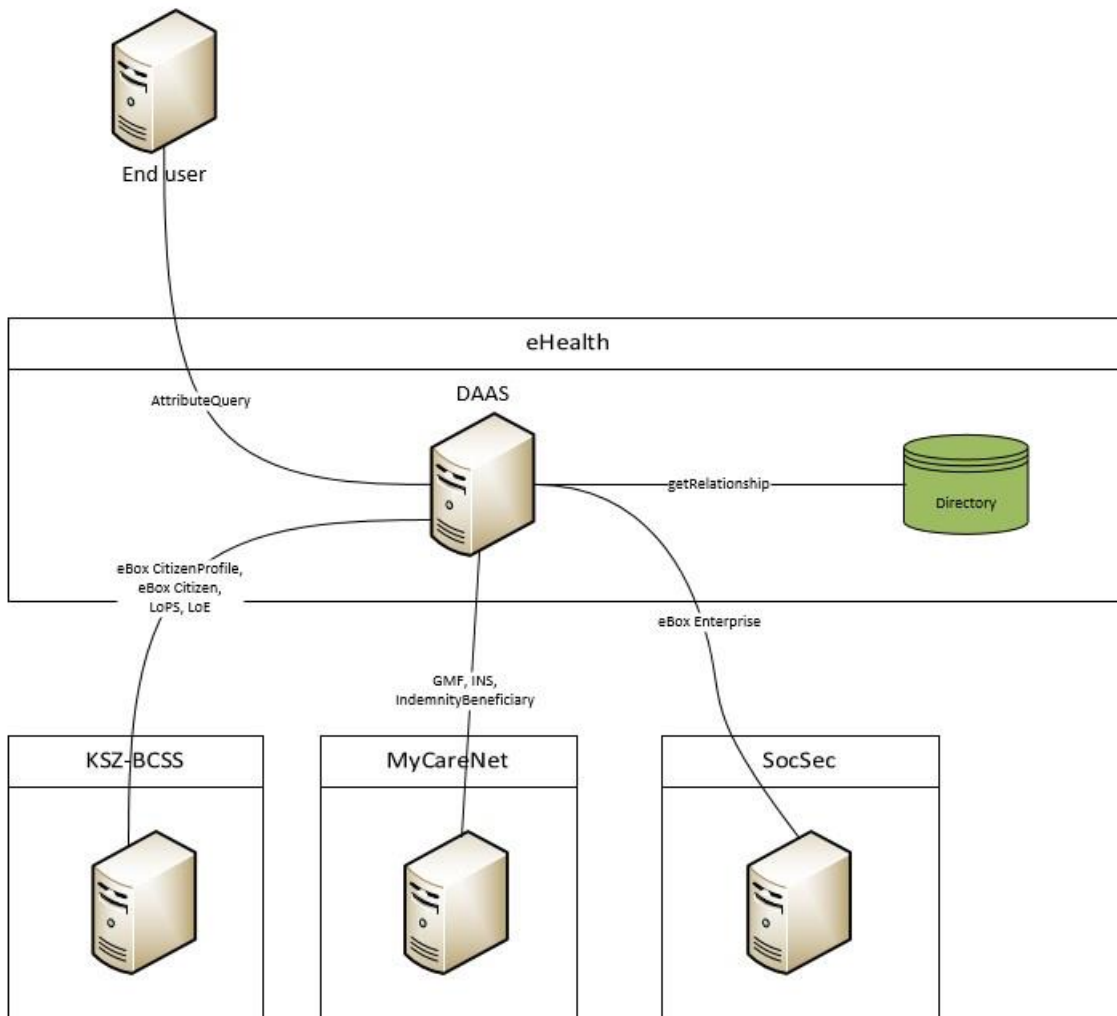 End user
eHealth
DAAS
AttributeQuery
getRelationship
Directory
eBox CitizenProfile,
eBox Citizen,
LoPS, LoE
eBox Enterprise
GMF, INS,
IndemnityBeneficiary
KSZ-BCSS
MyCareNet
SocSec